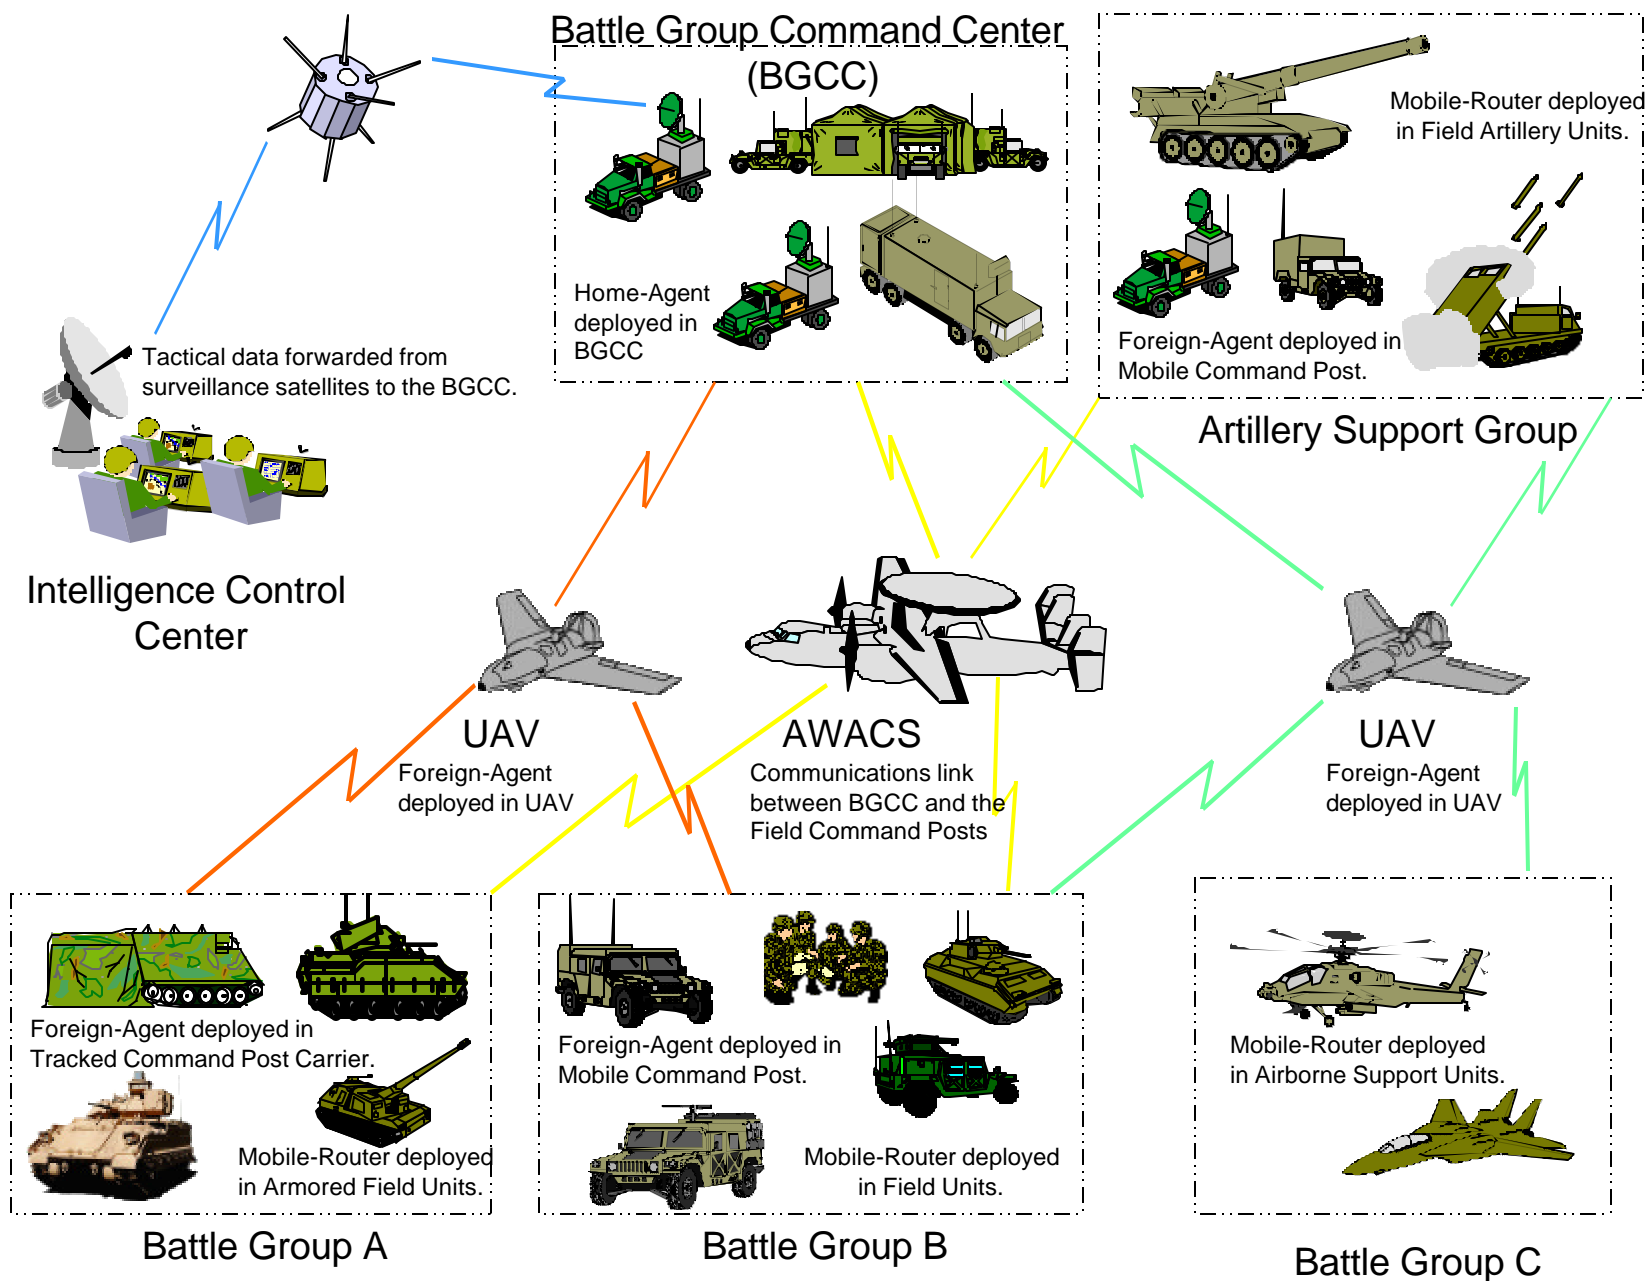 Battle Group Command Center
(BGCC)
Home-Agent
deployed in
BGCC
Mobile-Router deployed
in Field Artillery Units.
Foreign-Agent deployed in
Mobile Command Post.
Artillery Support Group
Tactical data forwarded from
surveillance satellites to the BGCC.
Intelligence Control
Center
UAV
Foreign-Agent
deployed in UAV
AWACS
Communications link
between BGCC and the
Field Command Posts
UAV
Foreign-Agent
deployed in UAV
Foreign-Agent deployed in
Tracked Command Post Carrier.
Mobile-Router deployed
in Armored Field Units.
Battle Group A
Foreign-Agent deployed in
Mobile Command Post.
Mobile-Router deployed
in Field Units.
Battle Group B
Mobile-Router deployed
in Airborne Support Units.
Battle Group C